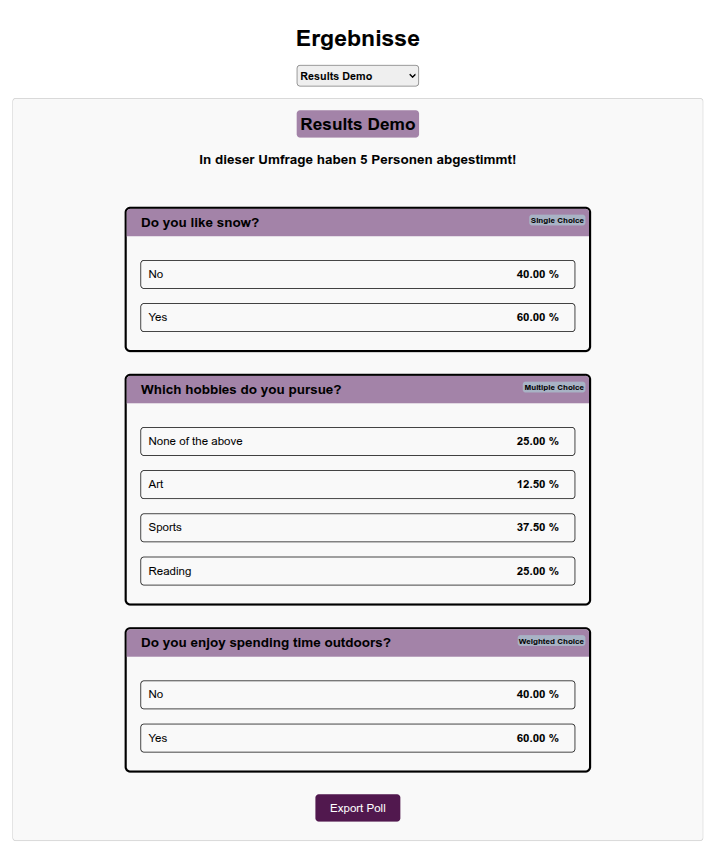 Ergebnisse
Results Demo
Results Demo
In dieser Umfrage haben 5 Personen abgestimmt!
Do you like snow? Single Choice
No 40.00 %
Yes 60.00 %
Which hobbies do you pursue? Multiple Choice
None of the above 25.00 %
Art 12.50 %
Sports 37.50 %
Reading 25.00 %
Do you enjoy spending time outdoors? Weighted Choice
No 40.00 %
Yes 60.00 %
Export Poll